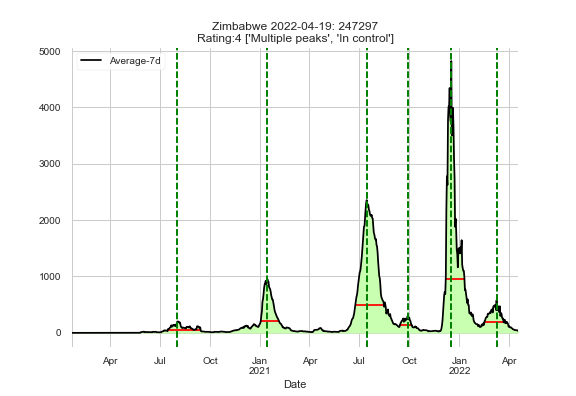 Zimbabwe 2022-04-19: 247297
Rating:4 ['Multiple peaks', 'In control']
Average-7d
5000
4000
3000
2000
1000
0
Apr Jul Oct Jan Apr Jul Oct Jan Apr
2021 2022
Date